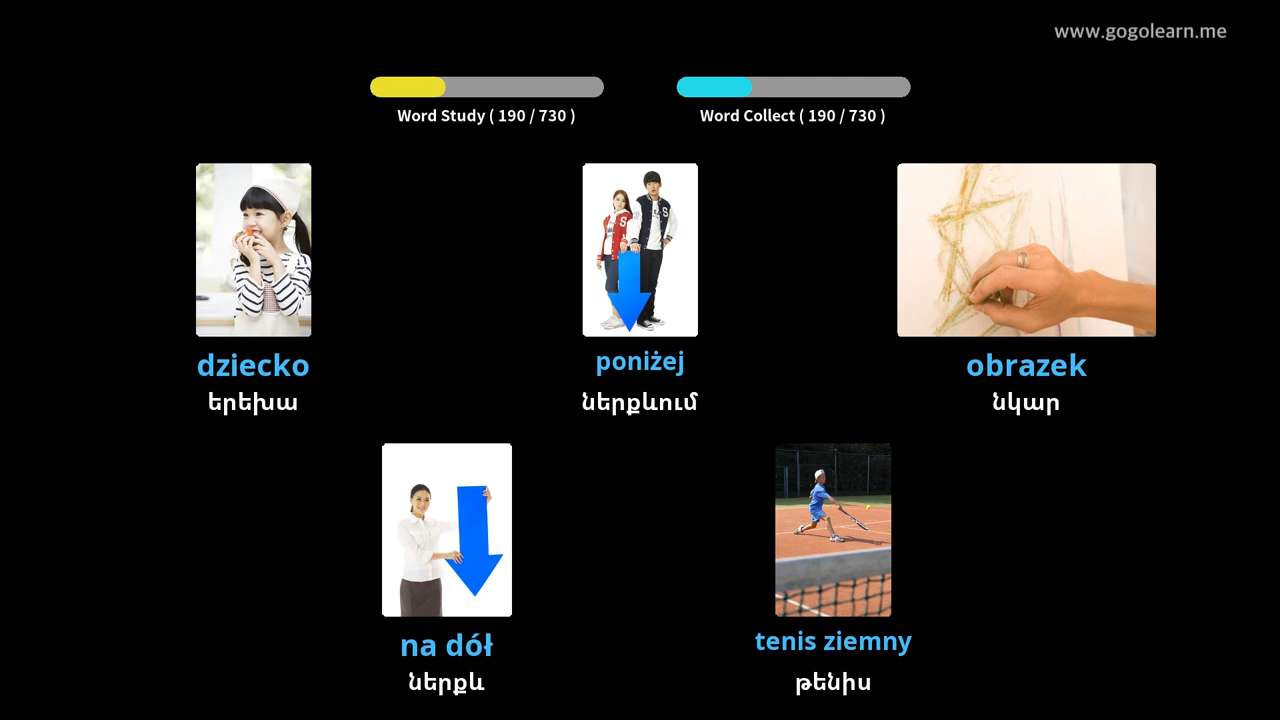 www.gogolearn.me
Word Study ( 190 / 730 )
Word Collect ( 190 / 730 )
dziecko
երեխա
poniżej
ներքևում
obrazek
նկար
na dół
ներքև
tenis ziemny
թենիս